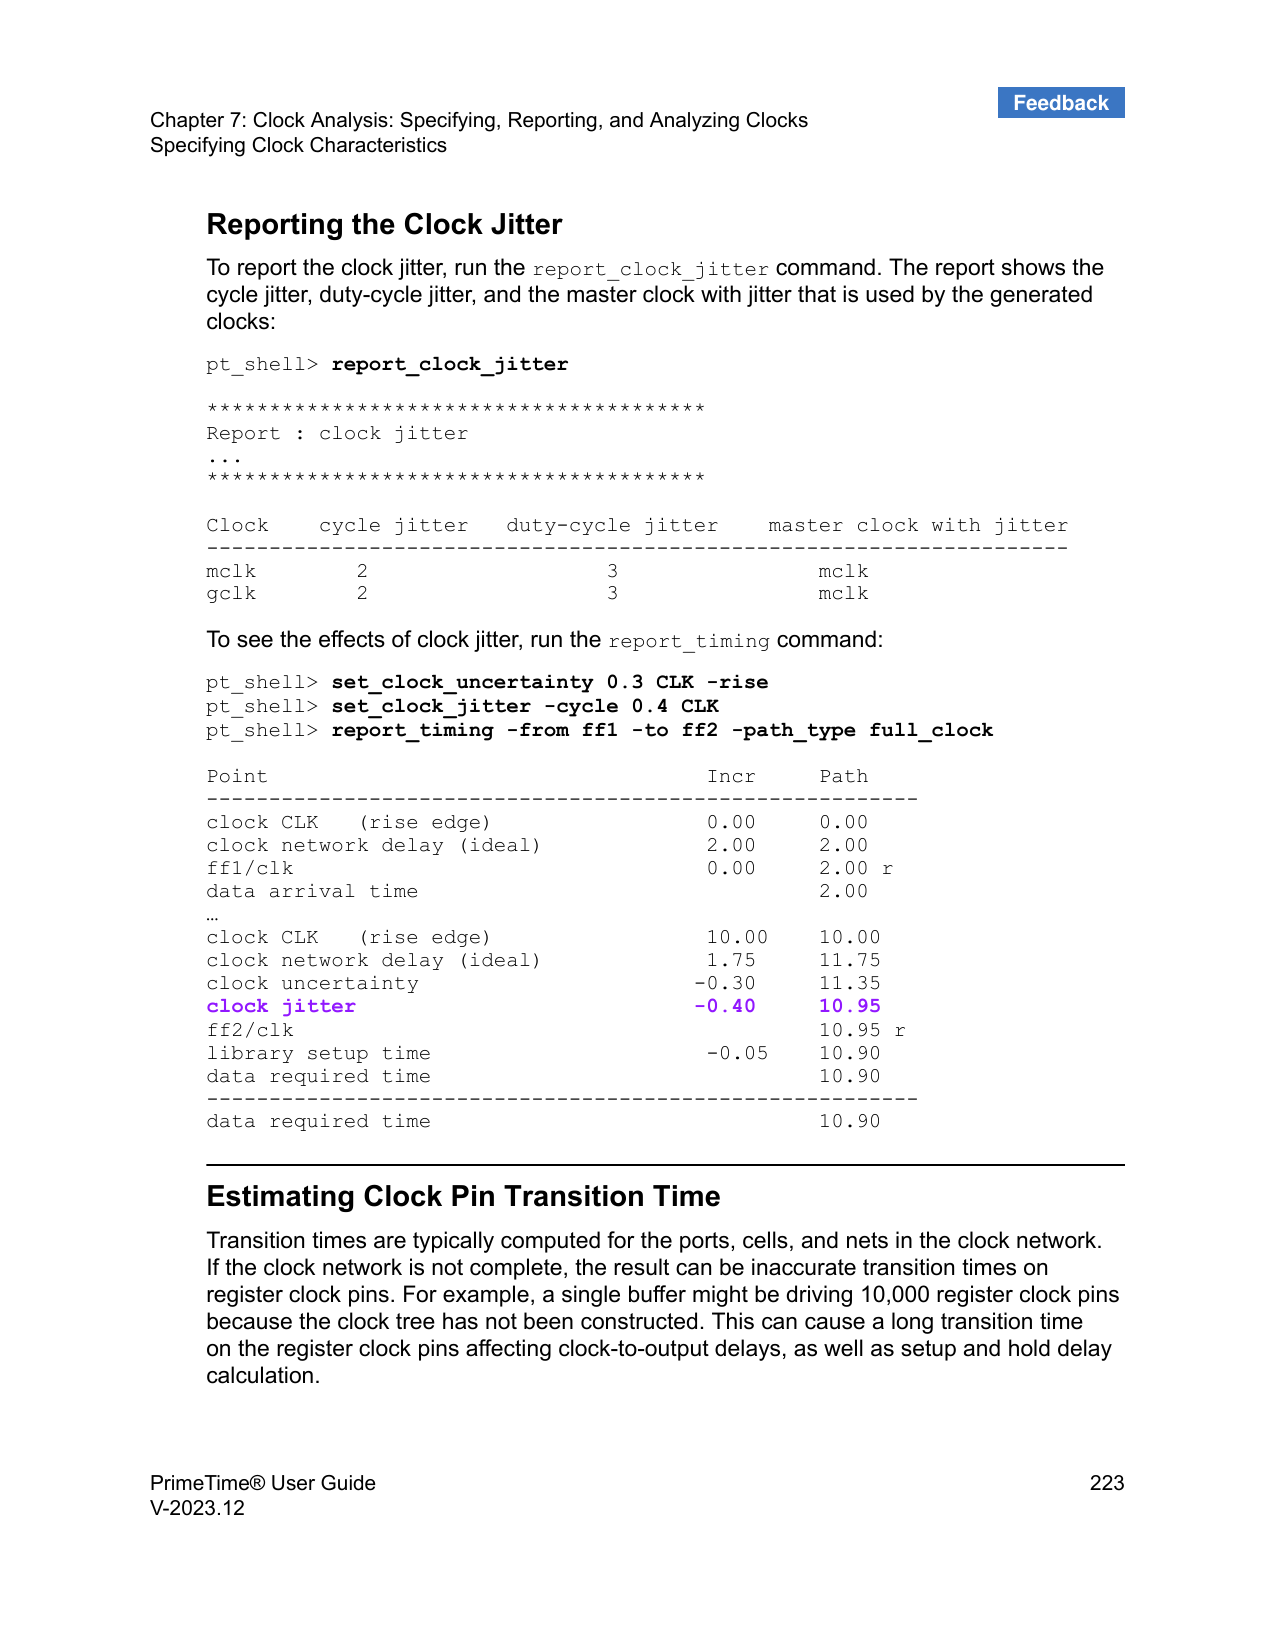 Feedback
Chapter 7: Clock Analysis: Specifying, Reporting, and Analyzing Clocks
Specifying Clock Characteristics
Reporting the Clock Jitter
To report the clock jitter, run the report_clock_jitter command. The report shows the
cycle jitter, duty-cycle jitter, and the master clock with jitter that is used by the generated
clocks:
pt_shell> report_clock_jitter
****************************************
Report : clock jitter
...
****************************************
Clock    cycle jitter   duty-cycle jitter    master clock with jitter
---------------------------------------------------------------------
mclk        2                   3                mclk
gclk        2                   3                mclk
To see the effects of clock jitter, run the report_timing command:
pt_shell> set_clock_uncertainty 0.3 CLK -rise
pt_shell> set_clock_jitter -cycle 0.4 CLK
pt_shell> report_timing -from ff1 -to ff2 -path_type full_clock
Point                                   Incr     Path
---------------------------------------------------------
clock CLK   (rise edge)                 0.00     0.00
clock network delay (ideal)             2.00     2.00
ff1/clk                                 0.00     2.00 r
data arrival time                                2.00
…
clock CLK   (rise edge)                 10.00    10.00
clock network delay (ideal)             1.75     11.75
clock uncertainty                      -0.30     11.35
clock jitter                           -0.40     10.95
ff2/clk                                          10.95 r
library setup time                      -0.05    10.90
data required time                               10.90
---------------------------------------------------------
data required time                               10.90
Estimating Clock Pin Transition Time
Transition times are typically computed for the ports, cells, and nets in the clock network.
If the clock network is not complete, the result can be inaccurate transition times on
register clock pins. For example, a single buffer might be driving 10,000 register clock pins
because the clock tree has not been constructed. This can cause a long transition time
on the register clock pins affecting clock-to-output delays, as well as setup and hold delay
calculation.
PrimeTime® User Guide 223
V-2023.12